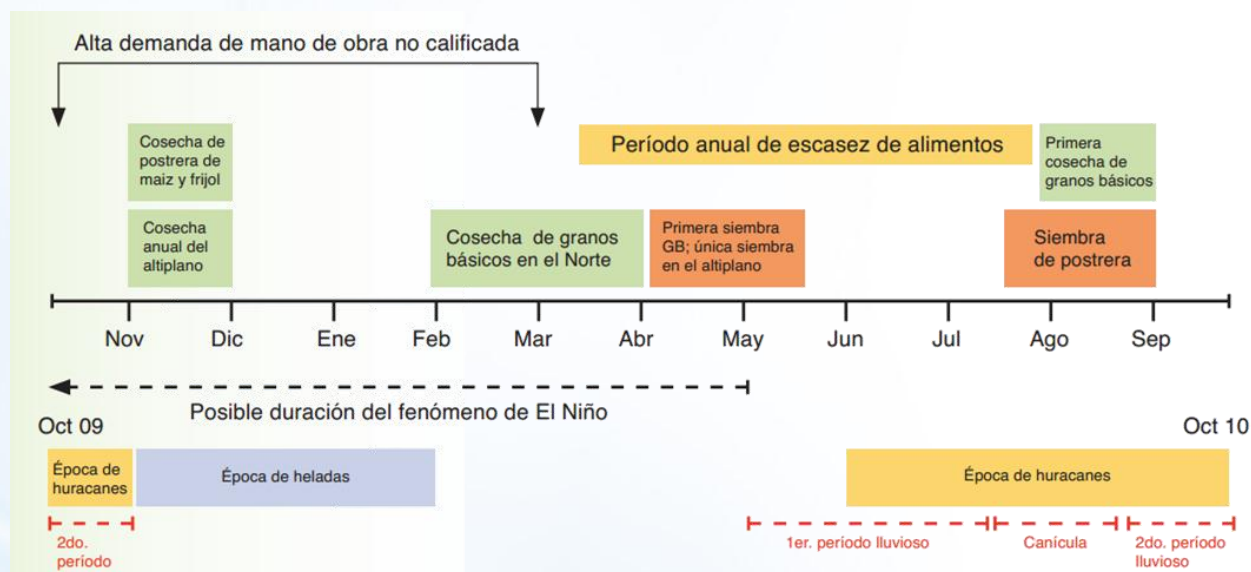 Alta demanda de mano de obra no calificada
Cosecha de
postrera de
maiz y frijol
Período anual de escasez de alimentos
Primera
cosecha de
granos básicos
Cosecha
anual del
altiplano
Cosecha de granos
básicos en el Norte
Primera siembra
GB; única siembra
en el altiplano
Siembra
de postrera
Nov Dic Ene Feb Mar Abr May Jun Jul Ago Sep
Posible duración del fenómeno de El Niño
Oct 09
Oct 10
Época de
huracanes
Época de heladas
Época de huracanes
2do.
período
1er. período lluvioso
Canícula
2do. período
lluvioso